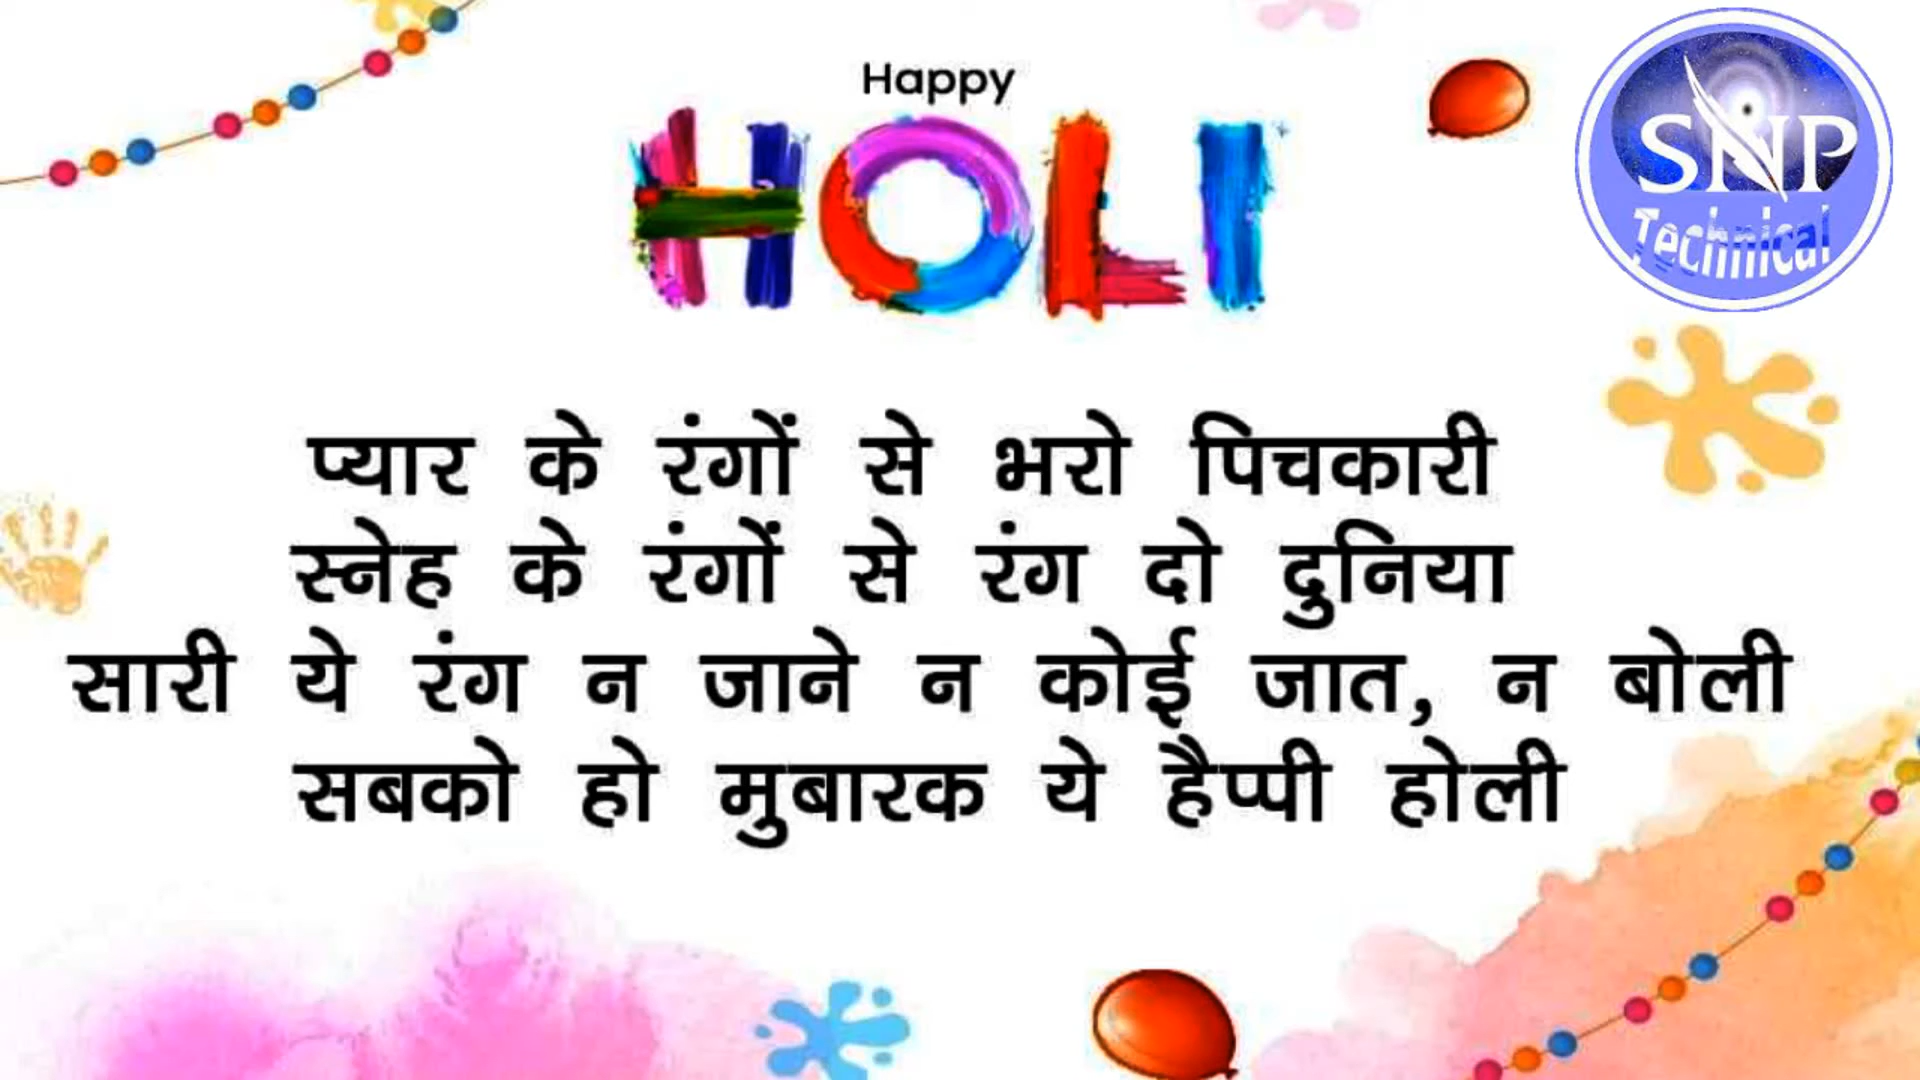 Happy
HOLI
SNP
Technical
प्यार के रंगों से भरो पिचकारी
स्नेह के रंगों से रंग दो दुनिया
सारी ये रंग न जाने न कोई जात, न बोली
सबको हो मुबारक ये हैप्पी होली